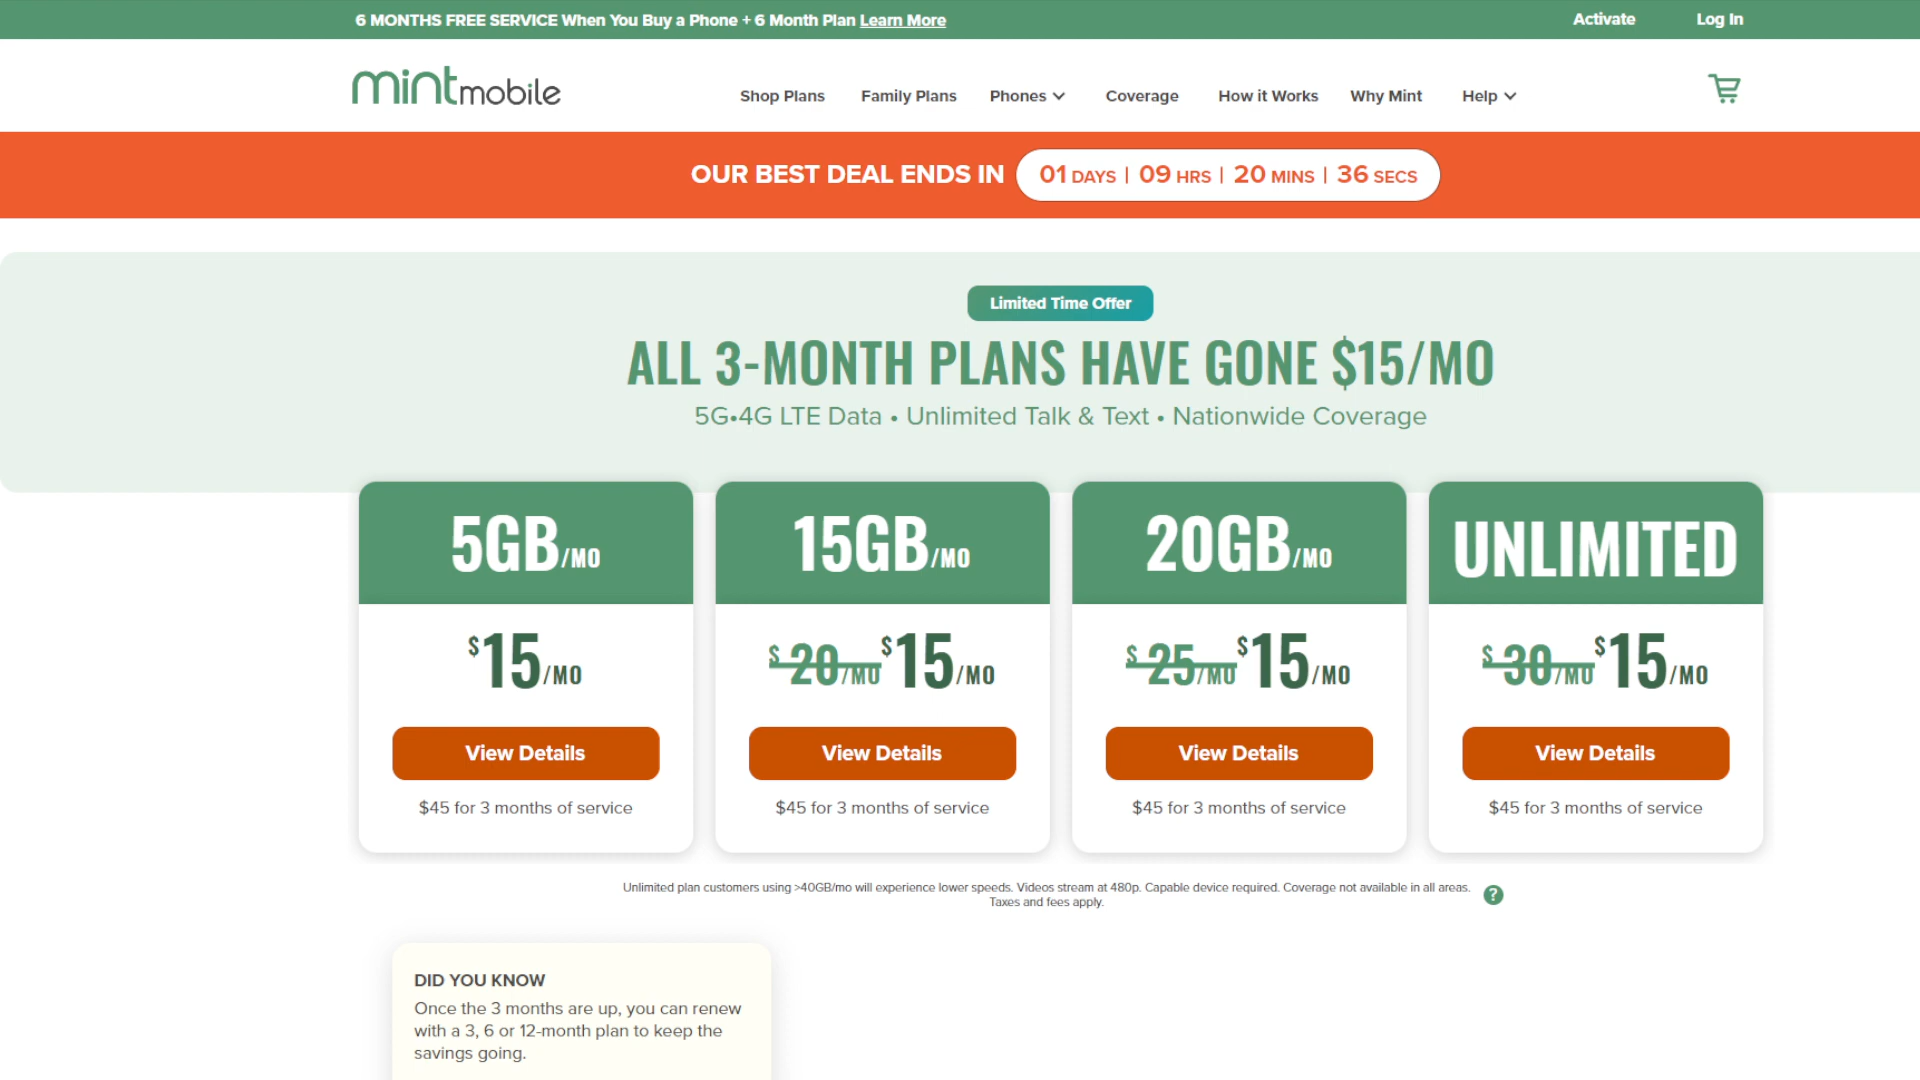 6 MONTHS FREE SERVICE When You Buy a Phone + 6 Month Plan Learn More
Activate
Log In
mint mobile
Shop Plans
Family Plans
Phones
Coverage
How it Works
Why Mint
Help
OUR BEST DEAL ENDS IN 01 DAYS | 09 HRS | 20 MINS | 36 SECS
Limited Time Offer
ALL 3-MONTH PLANS HAVE GONE $15/MO
5G•4G LTE Data • Unlimited Talk & Text • Nationwide Coverage
5GB/MO
$15/MO
View Details
$45 for 3 months of service
15GB/MO
$20/MO $15/MO
View Details
$45 for 3 months of service
20GB/MO
$25/MO $15/MO
View Details
$45 for 3 months of service
UNLIMITED
$30/MO $15/MO
View Details
$45 for 3 months of service
Unlimited plan customers using >40GB/mo will experience lower speeds. Videos stream at 480p. Capable device required. Coverage not available in all areas.
Taxes and fees apply.
?
DID YOU KNOW
Once the 3 months are up, you can renew
with a 3, 6 or 12-month plan to keep the
savings going.